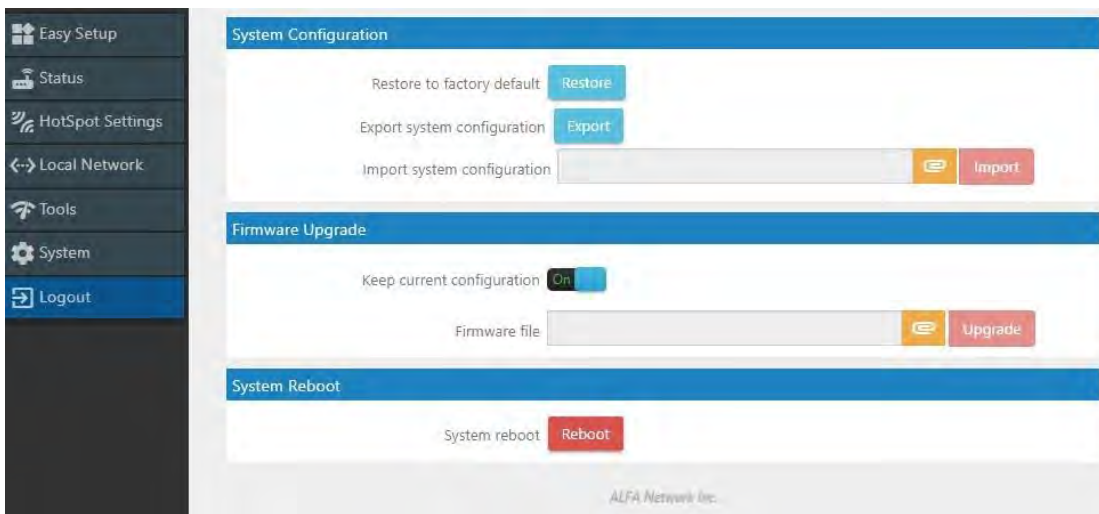 Easy Setup
Status
HotSpot Settings
Local Network
Tools
System
Logout
System Configuration
Restore to factory default Restore
Export system configuration Export
Import system configuration Import
Firmware Upgrade
Keep current configuration On
Firmware file Upgrade
System Reboot
System reboot Reboot
ALFA Network Inc.